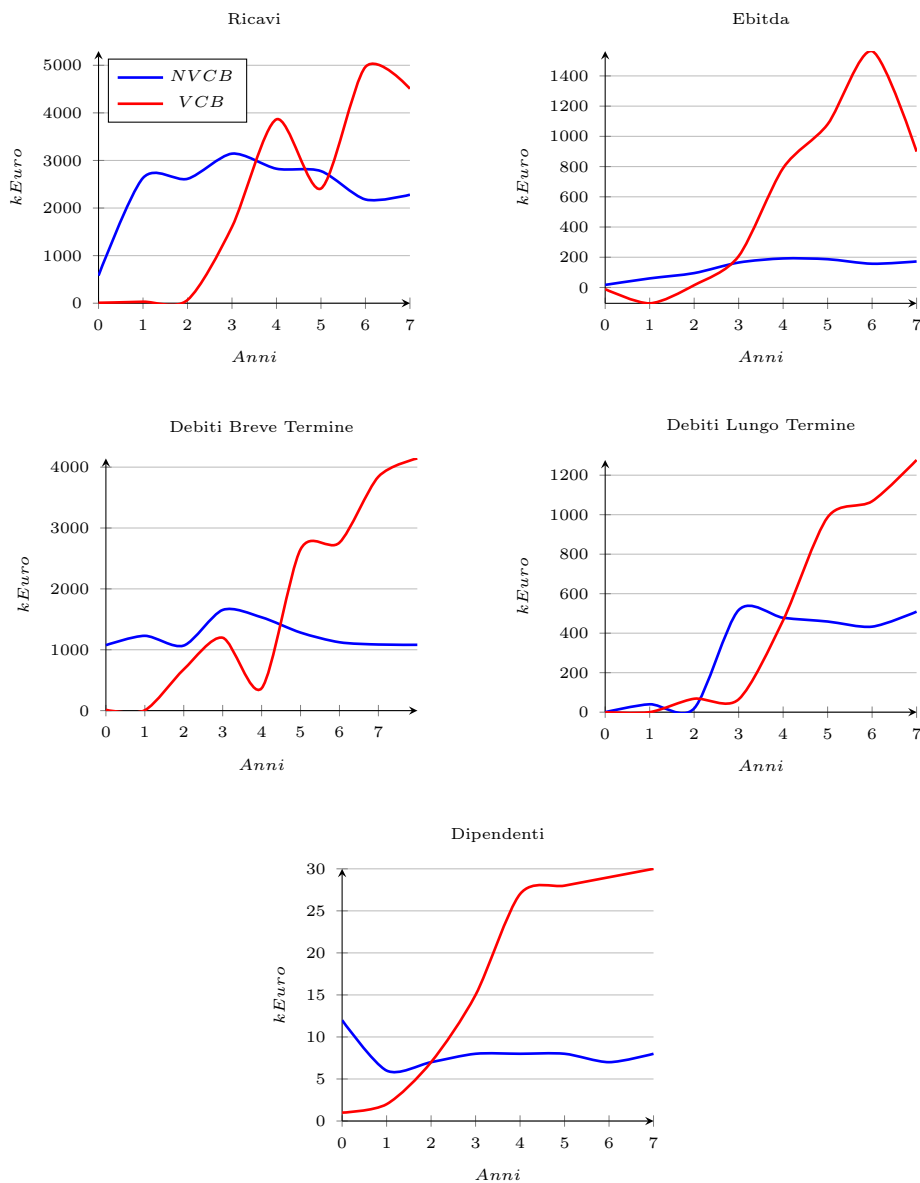 Ricavi
5000
4000
3000
2000
1000
0
kEuro
NVCB
VCB
0 1 2 3 4 5 6 7
Anni
Ebitda
1400
1200
1000
800
600
400
200
0
kEuro
0 1 2 3 4 5 6 7
Anni
Debiti Breve Termine
4000
3000
2000
1000
0
kEuro
0 1 2 3 4 5 6 7
Anni
Debiti Lungo Termine
1200
1000
800
600
400
200
0
kEuro
0 1 2 3 4 5 6 7
Anni
Dipendenti
30
25
20
15
10
5
0
kEuro
0 1 2 3 4 5 6 7
Anni